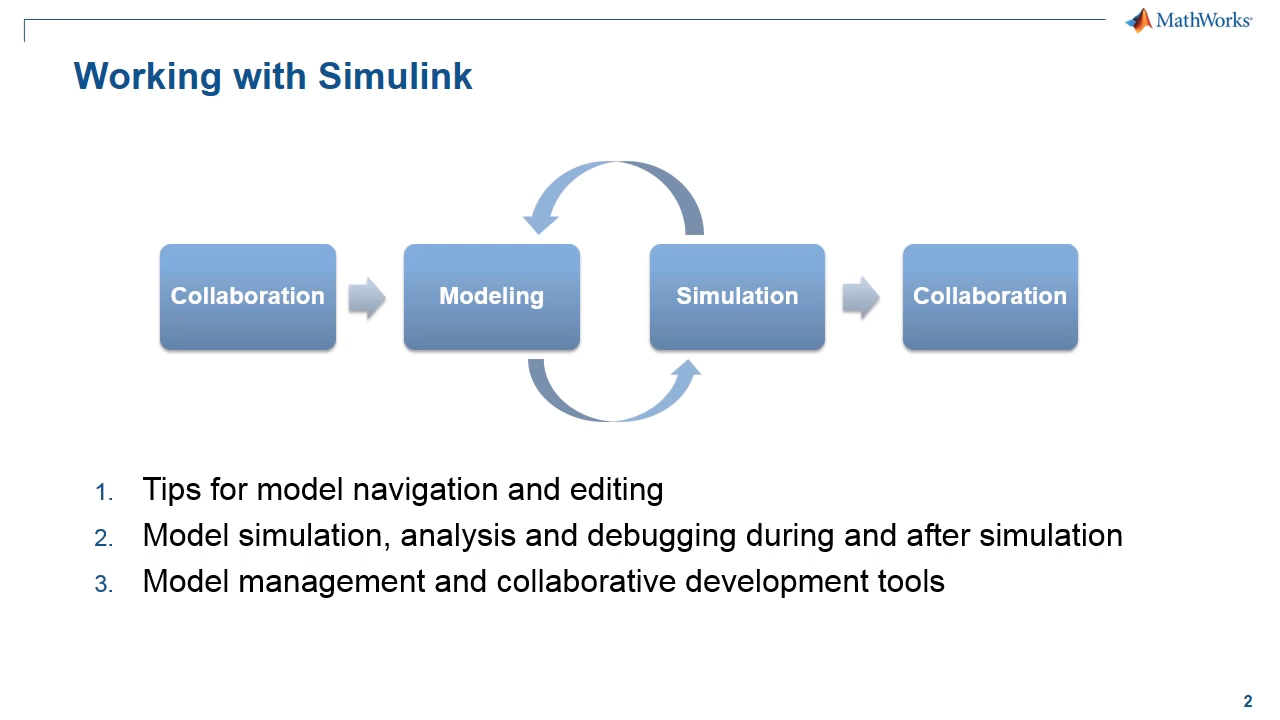 MathWorks®
Working with Simulink
Collaboration
Modeling
Simulation
Collaboration
1. Tips for model navigation and editing
2. Model simulation, analysis and debugging during and after simulation
3. Model management and collaborative development tools
2